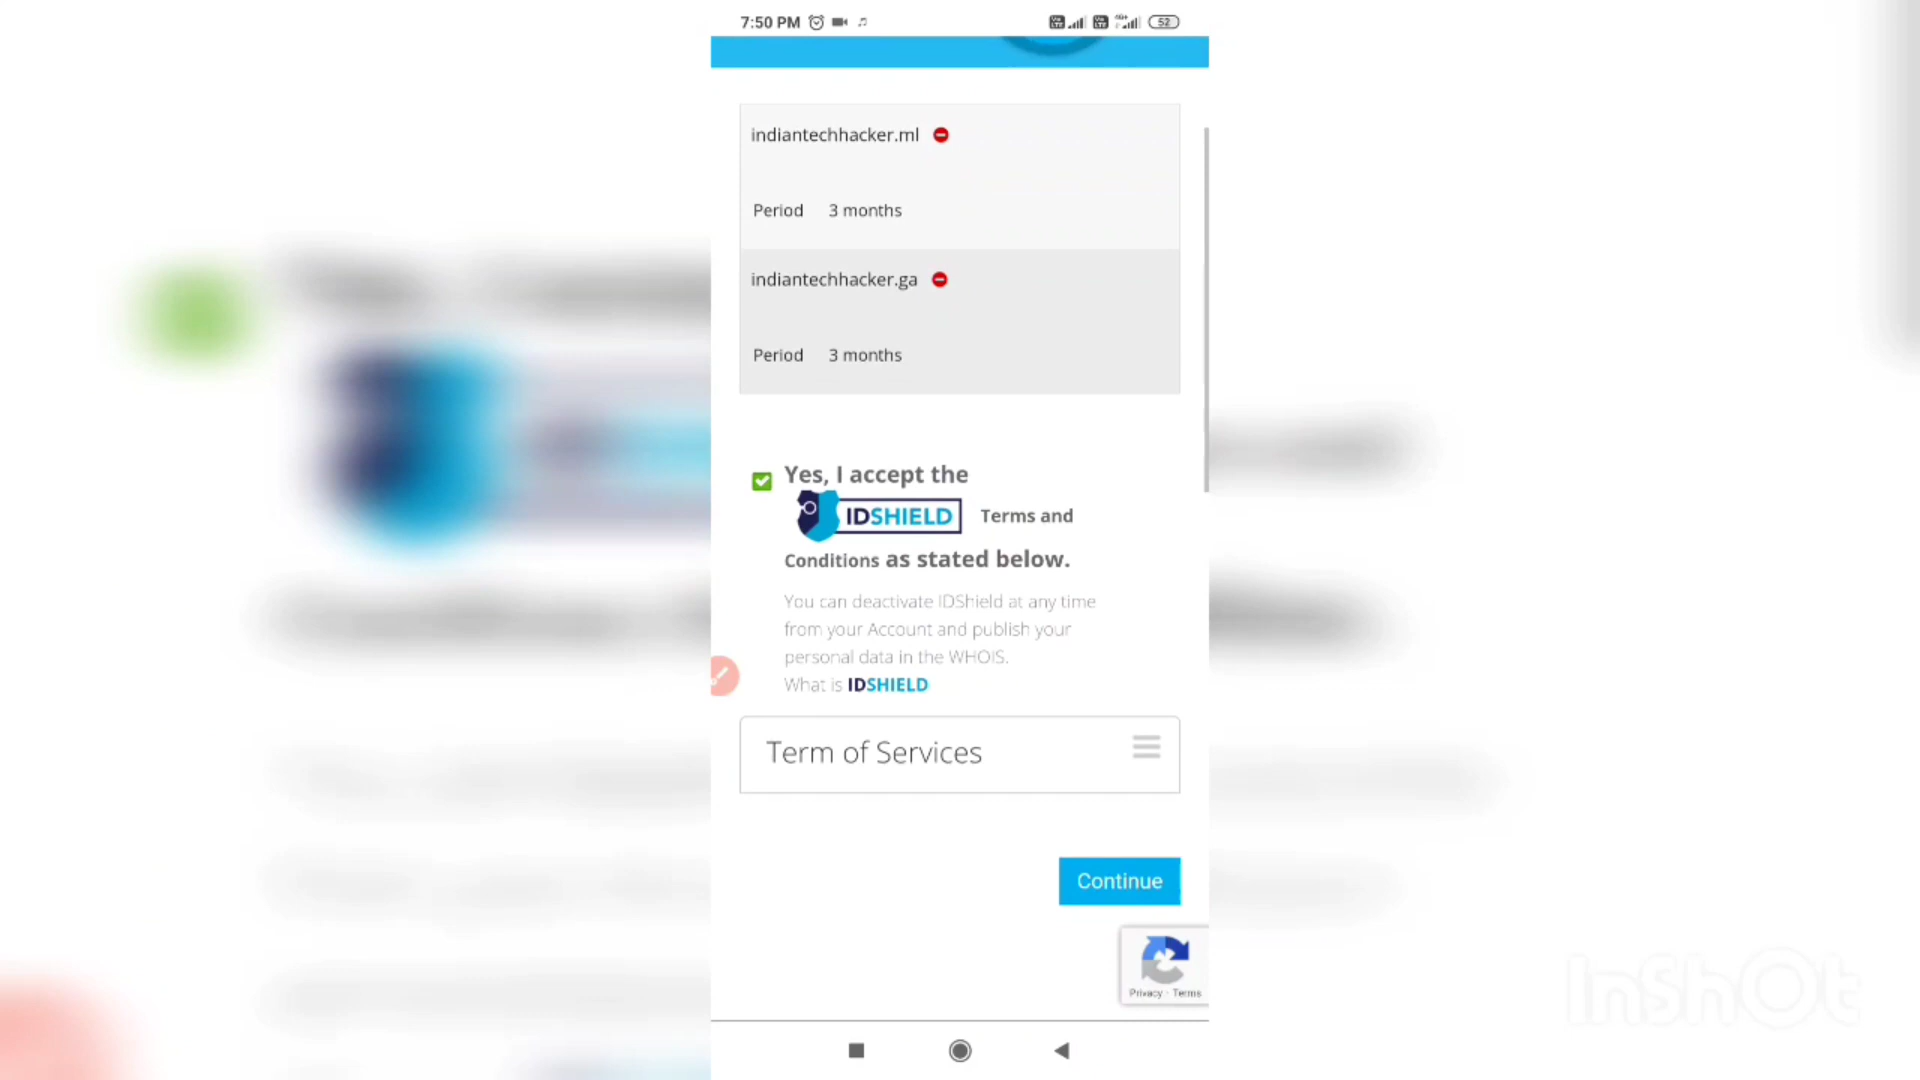 7:50 PM 52
indiantechhacker.ml
Period 3 months
indiantechhacker.ga
Period 3 months
Yes, I accept the
IDSHIELD Terms and
Conditions as stated below.
You can deactivate IDShield at any time
from your Account and publish your
personal data in the WHOIS.
What is IDSHIELD
Term of Services
Continue
Privacy - Terms
InShOt